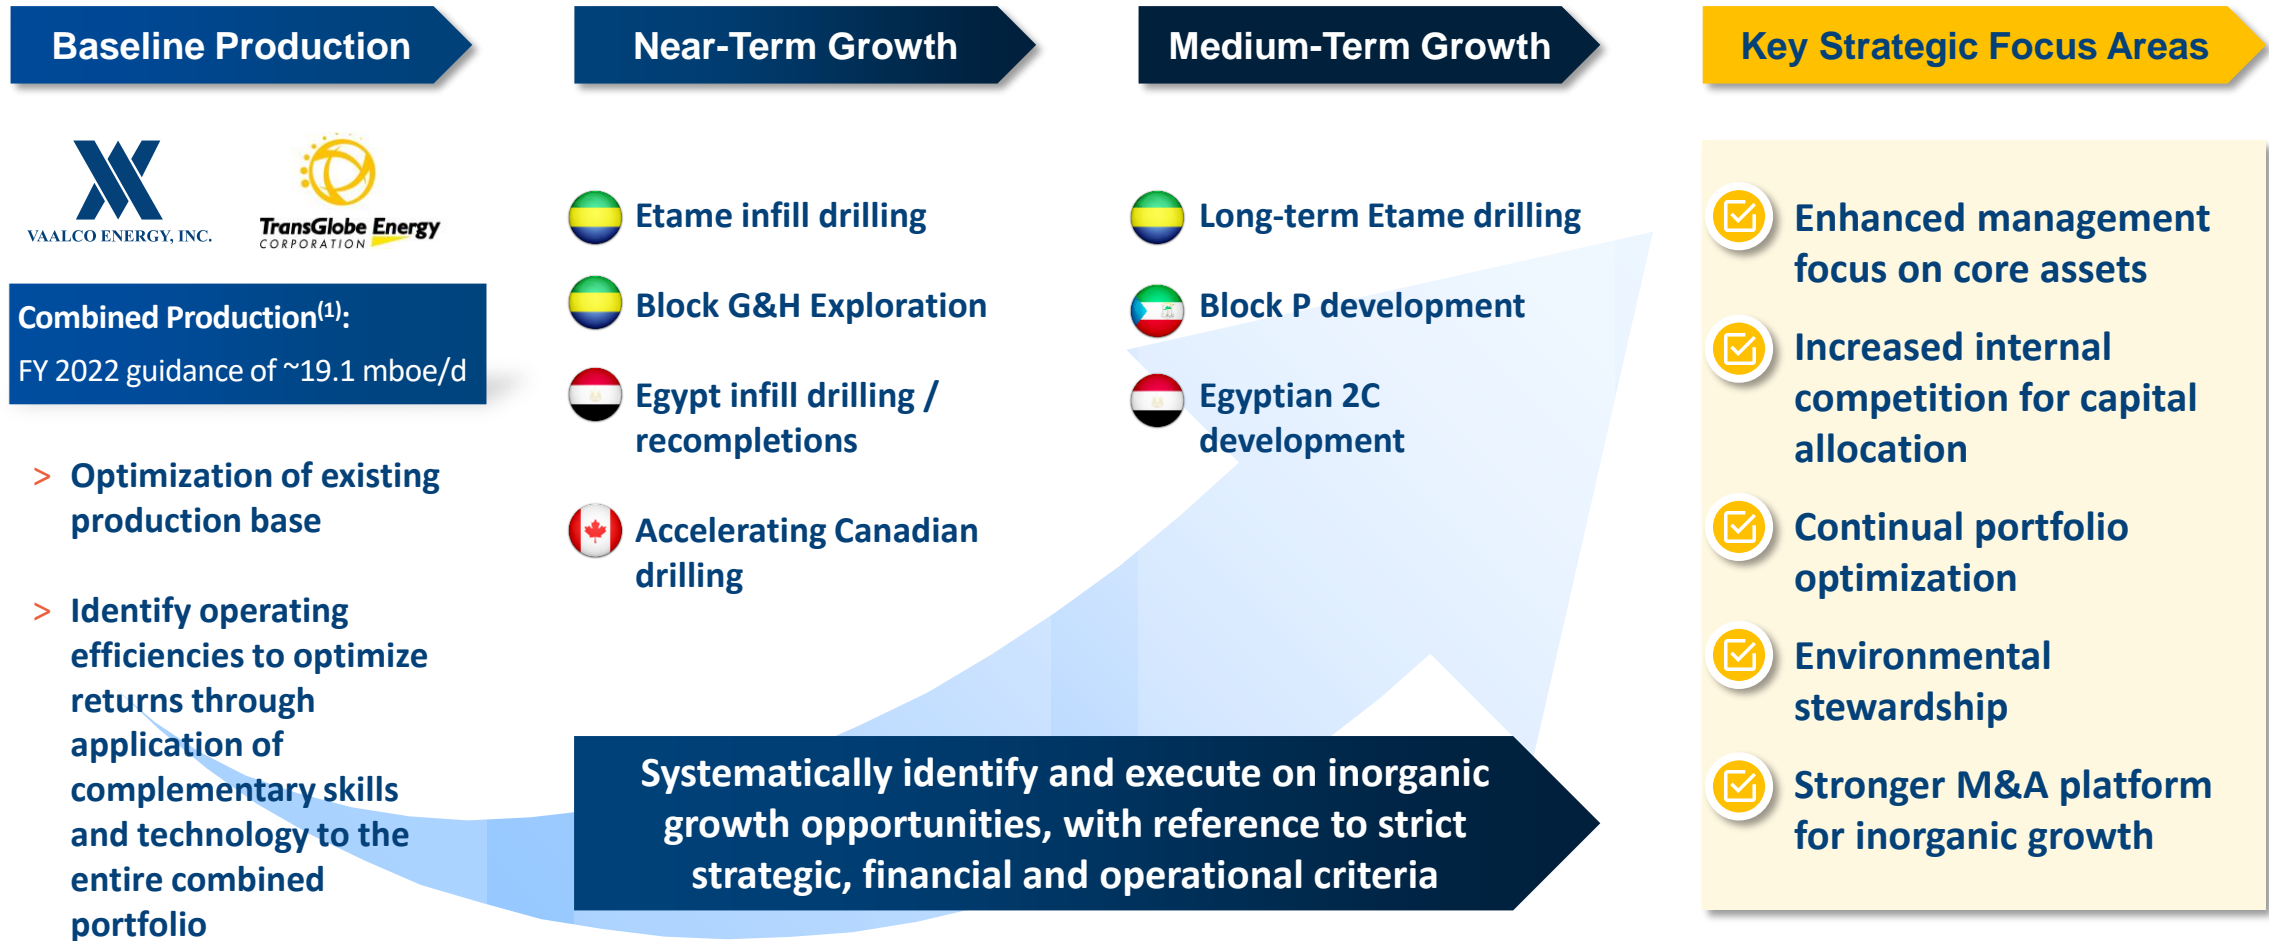 Baseline Production
VAALCO ENERGY, INC.
TransGlobe Energy
CORPORATION
Combined Production(1):
FY 2022 guidance of ~19.1 mboe/d
> Optimization of existing
production base
> Identify operating
efficiencies to optimize
returns through
application of
complementary skills
and technology to the
entire combined
portfolio
Near-Term Growth
Etame infill drilling
Block G&H Exploration
Egypt infill drilling /
recompletions
Accelerating Canadian
drilling
Medium-Term Growth
Long-term Etame drilling
Block P development
Egyptian 2C
development
Systematically identify and execute on inorganic
growth opportunities, with reference to strict
strategic, financial and operational criteria
Key Strategic Focus Areas
Enhanced management
focus on core assets
Increased internal
competition for capital
allocation
Continual portfolio
optimization
Environmental
stewardship
Stronger M&A platform
for inorganic growth